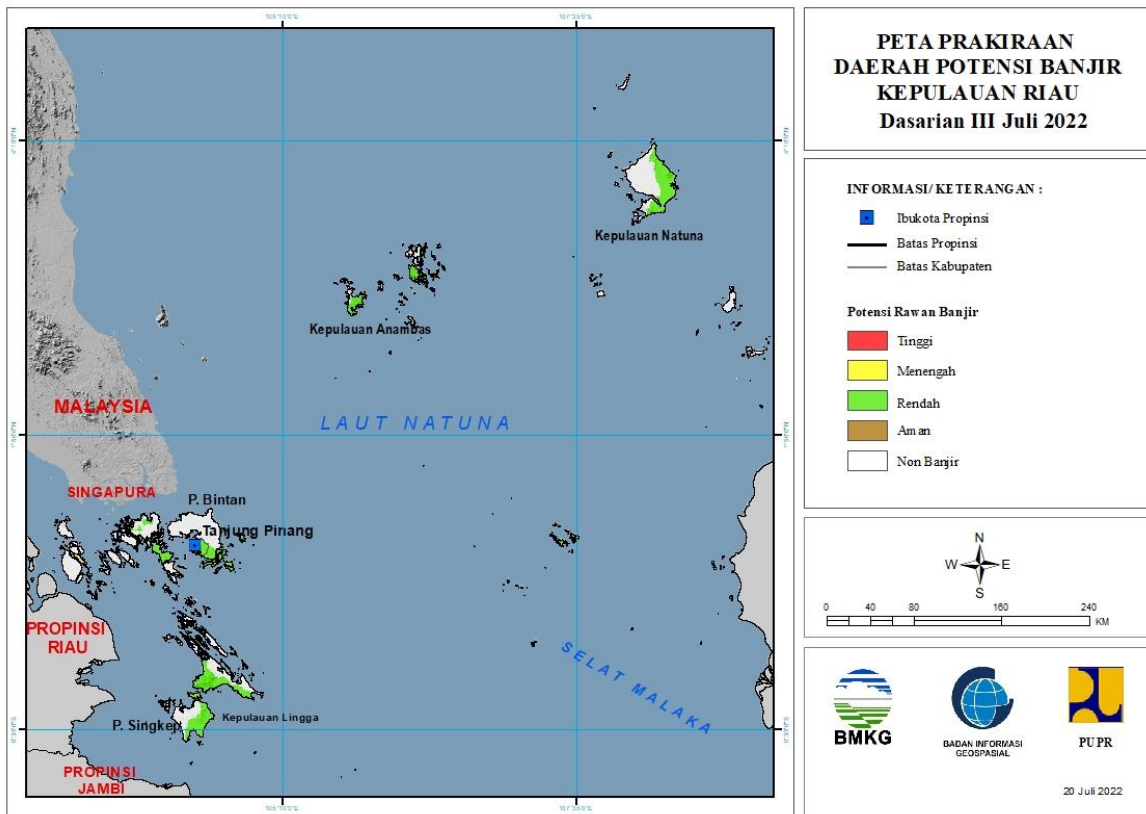 PETA PRAKIRAAN
DAERAH POTENSI BANJIR
KEPULAUAN RIAU
Dasarian III Juli 2022
INFORMASI/KETERANGAN :
Ibukota Propinsi
Batas Propinsi
Batas Kabupaten
Potensi Rawan Banjir
Tinggi
Menengah
Rendah
Aman
Non Banjir
N
W E
S
0 40 80 160 240
KM
BMKG
BADAN INFORMASI
GEOSPASIAL
PUPR
20 Juli 2022
Kepulauan Natuna
Kepulauan Anambas
MALAYSIA
LAUT NATUNA
SINGAPURA
P. Bintan
Tanjung Pinang
PROPINSI
RIAU
SELAT MALAKA
P. Singkep
Kepulauan Lingga
PROPINSI
JAMBI